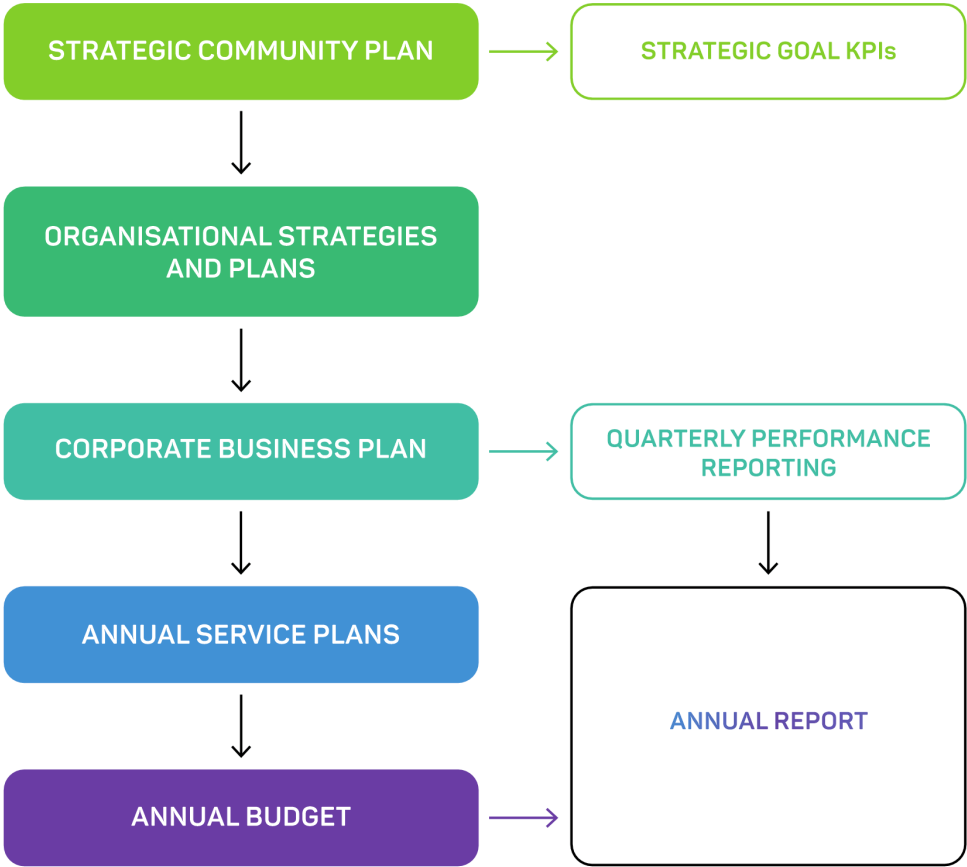 STRATEGIC COMMUNITY PLAN
STRATEGIC GOAL KPIs
ORGANISATIONAL STRATEGIES
AND PLANS
CORPORATE BUSINESS PLAN
QUARTERLY PERFORMANCE
REPORTING
ANNUAL SERVICE PLANS
ANNUAL REPORT
ANNUAL BUDGET